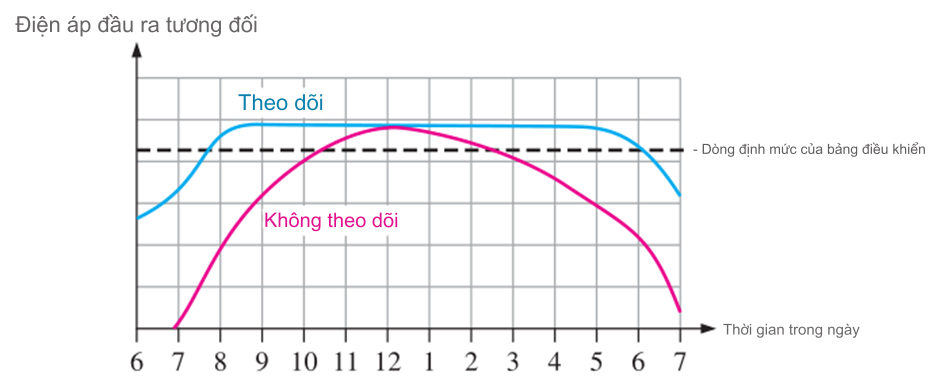 Điện áp đầu ra tương đối
Theo dõi
- Dòng định mức của bảng điều khiển
Không theo dõi
Thời gian trong ngày
6 7 8 9 10 11 12 1 2 3 4 5 6 7